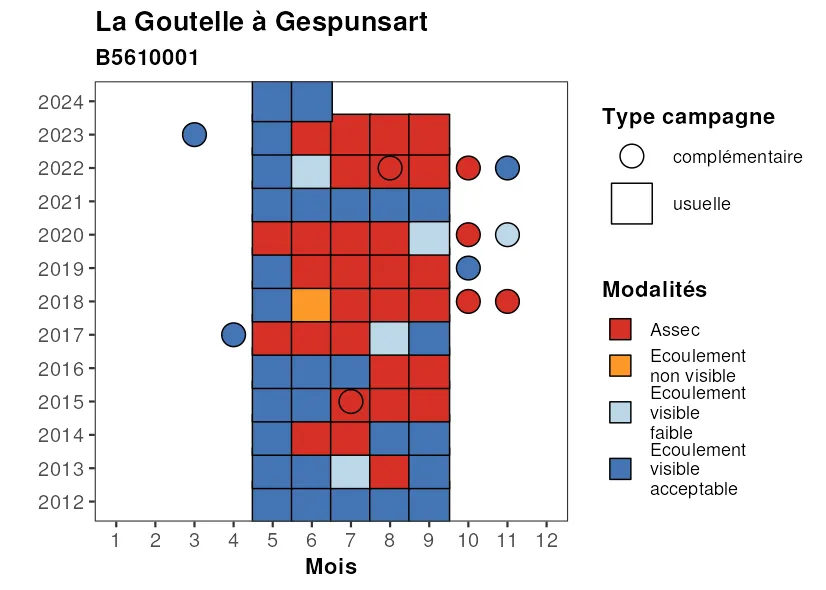 La Goutelle à Gespunsart
B5610001
2024
2023
2022
2021
2020
2019
2018
2017
2016
2015
2014
2013
2012
1 2 3 4 5 6 7 8 9 10 11 12
Mois
Type campagne
complémentaire
usuelle
Modalités
Assec
Ecoulement
non visible
Ecoulement
visible
faible
Ecoulement
visible
acceptable